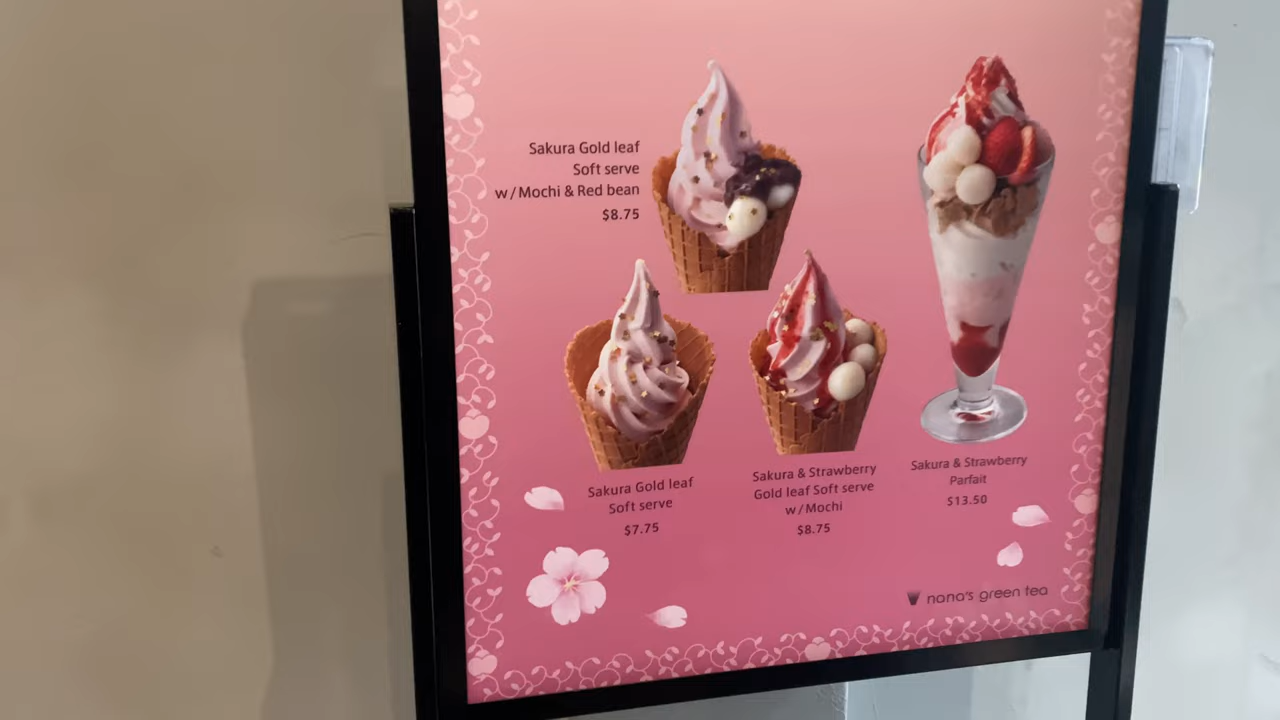 Sakura Gold leaf
Soft serve
w/Mochi & Red bean
$8.75
Sakura Gold leaf
Soft serve
$7.75
Sakura & Strawberry
Gold leaf Soft serve
w/Mochi
$8.75
Sakura & Strawberry
Parfait
$13.50
nana's green tea